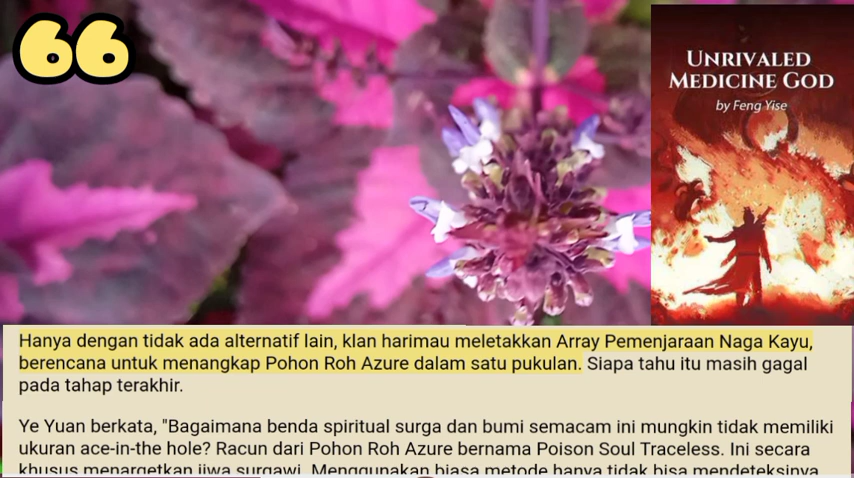 66
UNRIVALED
MEDICINE GOD
by Feng Yise
Hanya dengan tidak ada alternatif lain, klan harimau meletakkan Array Pemenjaraan Naga Kayu,
berencana untuk menangkap Pohon Roh Azure dalam satu pukulan. Siapa tahu itu masih gagal
pada tahap terakhir.
Ye Yuan berkata, "Bagaimana benda spiritual surga dan bumi semacam ini mungkin tidak memiliki
ukuran ace-in-the hole? Racun dari Pohon Roh Azure bernama Poison Soul Traceless. Ini secara
khusus menargetkan jiwa surgawi. Menggunakan biasa metode hanya tidak bisa mendeteksinya